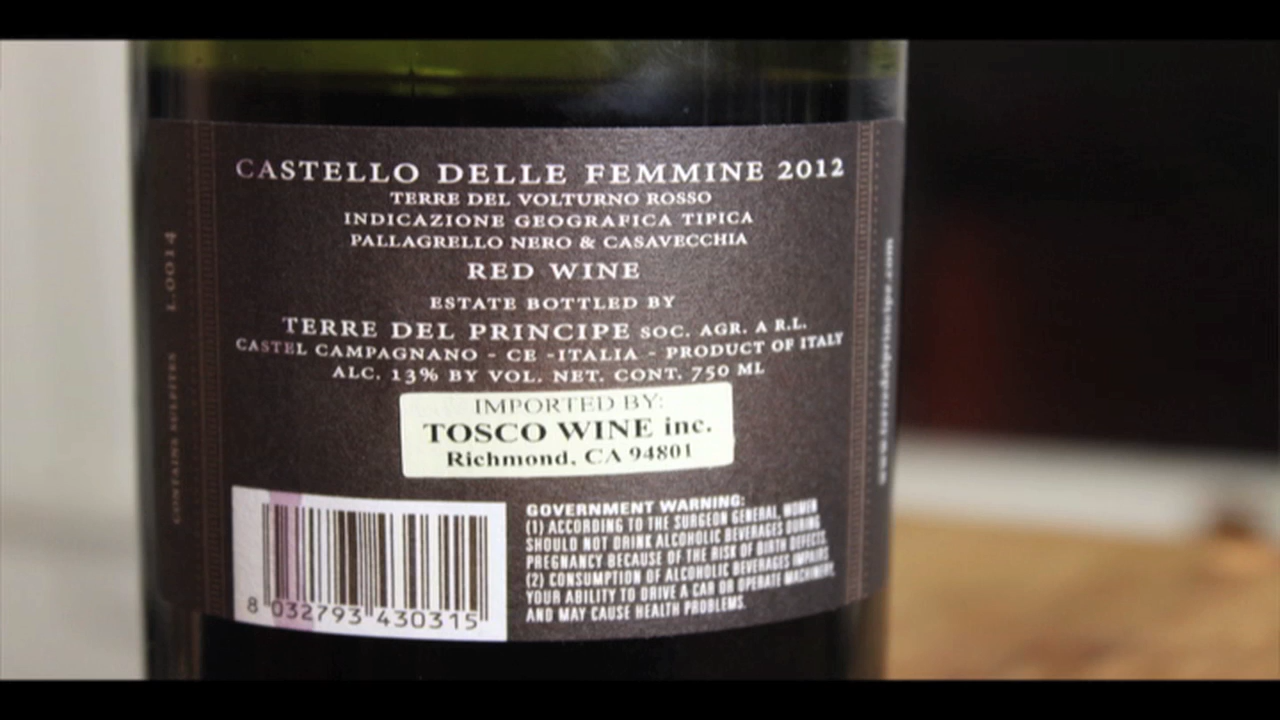 CASTELLO DELLE FEMMINE 2012
TERRE DEL VOLTURNO ROSSO
INDICAZIONE GEOGRAFICA TIPICA
PALLAGRELLO NERO & CASAVECCHIA
RED WINE
ESTATE BOTTLED BY
TERRE DEL PRINCIPE SOC. AGR. A R.L.
CASTEL CAMPAGNANO - CE -ITALIA - PRODUCT OF ITALY
ALC. 13% BY VOL. NET. CONT. 750 ML
IMPORTED BY:
TOSCO WINE inc.
Richmond, CA 94801
8 032793 430315
GOVERNMENT WARNING:
(1) ACCORDING TO THE SURGEON GENERAL, WOMEN
SHOULD NOT DRINK ALCOHOLIC BEVERAGES DURING
PREGNANCY BECAUSE OF THE RISK OF BIRTH DEFECTS.
(2) CONSUMPTION OF ALCOHOLIC BEVERAGES IMPAIRS
YOUR ABILITY TO DRIVE A CAR OR OPERATE MACHINERY,
AND MAY CAUSE HEALTH PROBLEMS.
CONTAINS SULFITES L.0014
www.terredelprincipe.com